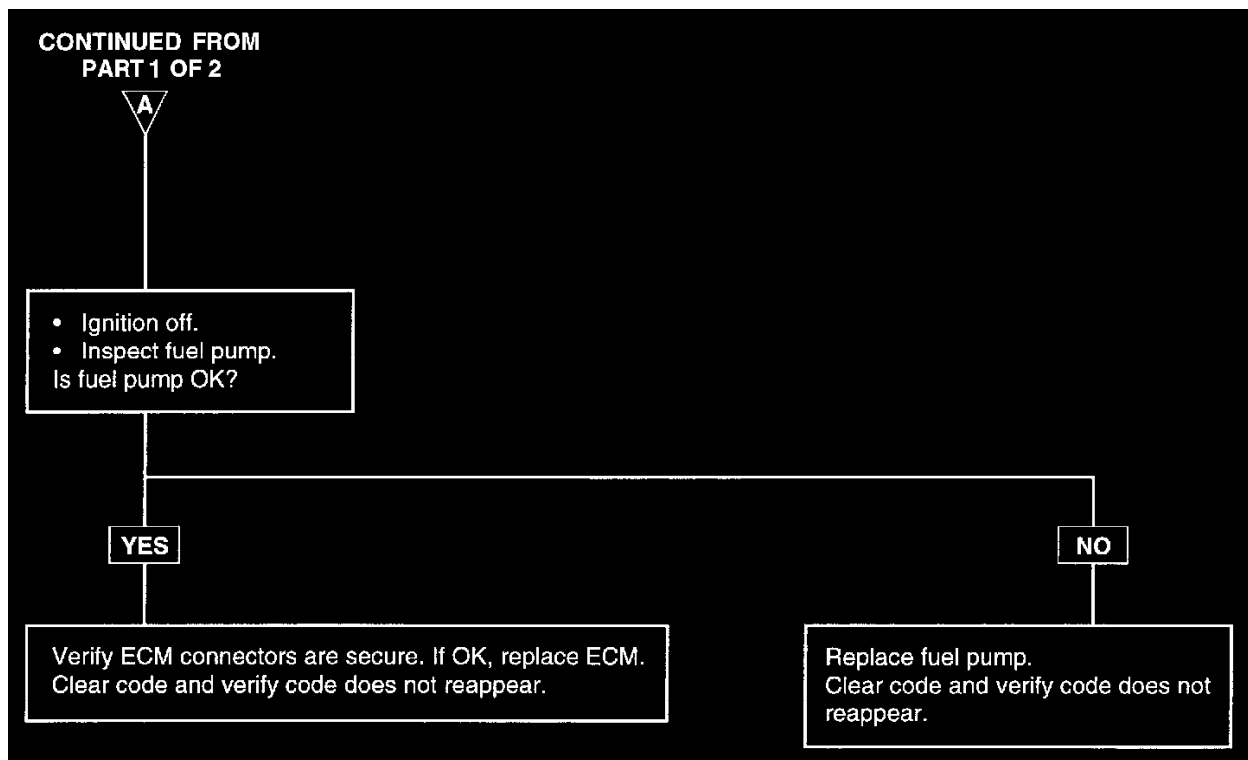 CONTINUED FROM
PART 1 OF 2
A
• Ignition off.
• Inspect fuel pump.
Is fuel pump OK?
YES
NO
Verify ECM connectors are secure. If OK, replace ECM.
Clear code and verify code does not reappear.
Replace fuel pump.
Clear code and verify code does not
reappear.